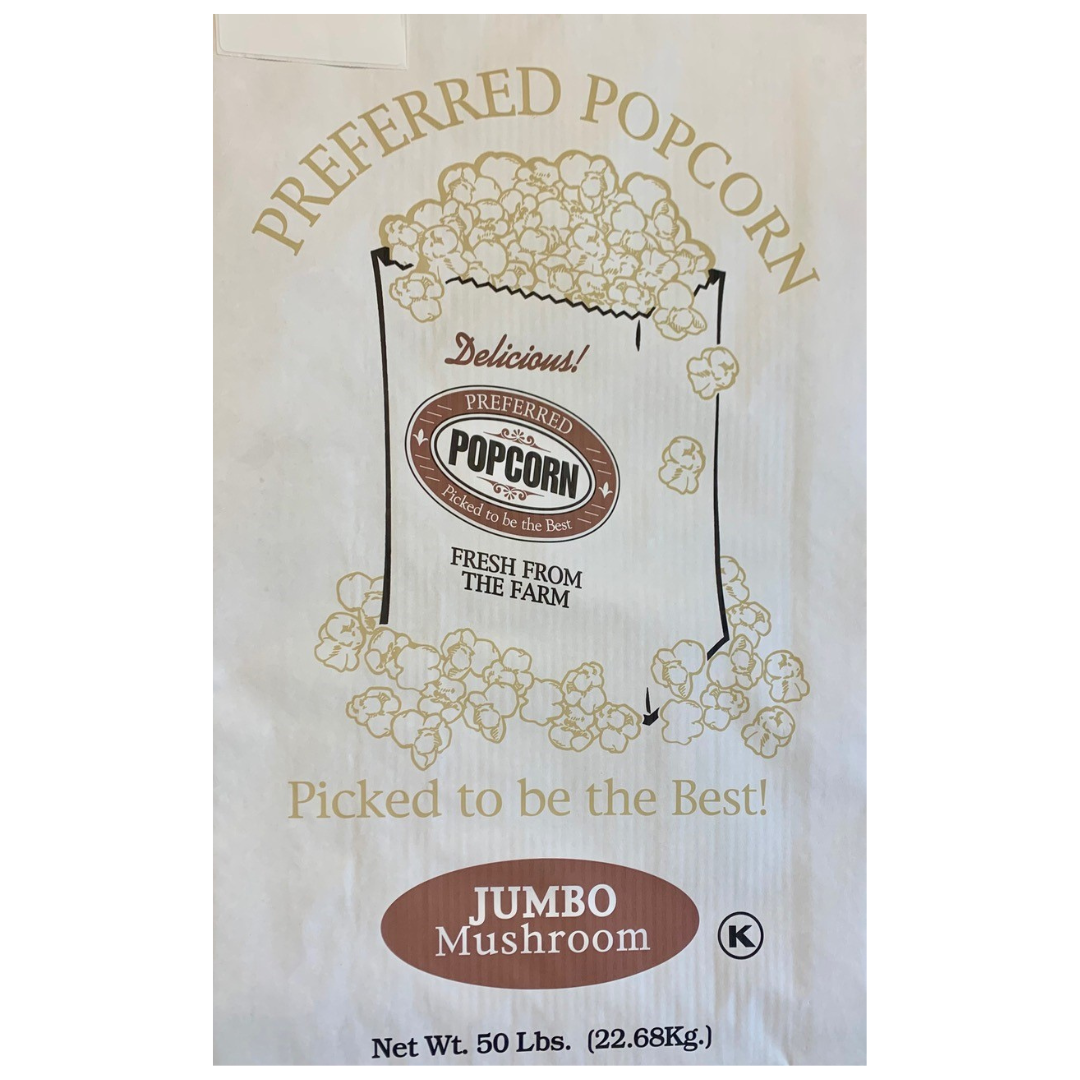 PREFERRED POPCORN
Delicious!
PREFERRED
POPCORN
Picked to be the Best
FRESH FROM
THE FARM
Picked to be the Best!
JUMBO
Mushroom
K
Net Wt. 50 Lbs. (22.68Kg.)